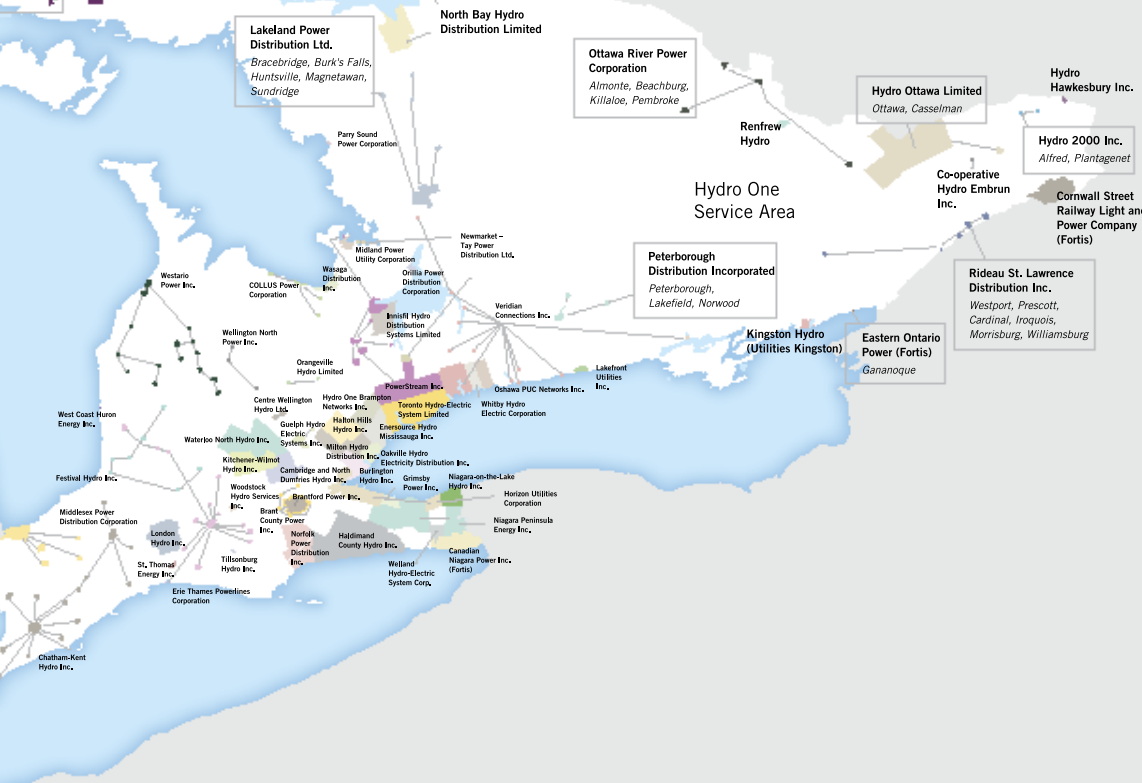 North Bay Hydro
Distribution Limited
Lakeland Power
Distribution Ltd.
Bracebridge, Burk's Falls,
Huntsville, Magnetawan,
Sundridge
Ottawa River Power
Corporation
Almonte, Beachburg,
Killaloe, Pembroke
Hydro Ottawa Limited
Ottawa, Casselman
Hydro
Hawkesbury Inc.
Renfrew
Hydro
Hydro 2000 Inc.
Alfred, Plantagenet
Parry Sound
Power Corporation
Co-operative
Hydro Embrun
Inc.
Hydro One
Service Area
Cornwall Street
Railway Light and
Power Company
(Fortis)
Newmarket –
Tay Power
Distribution Ltd.
Midland Power
Utility Corporation
Peterborough
Distribution Incorporated
Peterborough,
Lakefield, Norwood
Rideau St. Lawrence
Distribution Inc.
Westport, Prescott,
Cardinal, Iroquois,
Morrisburg, Williamsburg
Westario
Power Inc.
COLLUS Power
Corporation
Wasaga
Distribution
Inc.
Orillia Power
Distribution
Corporation
Veridian
Connections Inc.
Innisfil Hydro
Distribution
Systems Limited
Wellington North
Power Inc.
Kingston Hydro
(Utilities Kingston)
Eastern Ontario
Power (Fortis)
Gananoque
Orangeville
Hydro Limited
Lakefront
Utilities
Inc.
PowerStream Inc.
Oshawa PUC Networks Inc.
Centre Wellington
Hydro Ltd.
Hydro One Brampton
Networks Inc.
Toronto Hydro-Electric
System Limited
Whitby Hydro
Electric Corporation
West Coast Huron
Energy Inc.
Guelph Hydro
Electric
Systems Inc.
Halton Hills
Hydro Inc.
Enersource Hydro
Mississauga Inc.
Waterloo North Hydro Inc.
Milton Hydro
Distribution Inc.
Oakville Hydro
Electricity Distribution Inc.
Kitchener-Wilmot
Hydro Inc.
Cambridge and North
Dumfries Hydro Inc.
Burlington
Hydro Inc.
Grimsby
Power Inc.
Niagara-on-the-Lake
Hydro Inc.
Festival Hydro Inc.
Woodstock
Hydro Services
Inc.
Brantford Power Inc.
Horizon Utilities
Corporation
Middlesex Power
Distribution Corporation
Brant
County Power
Inc.
Niagara Peninsula
Energy Inc.
London
Hydro Inc.
Norfolk
Power
Distribution
Inc.
Haldimand
County Hydro Inc.
Canadian
Niagara Power Inc.
(Fortis)
St. Thomas
Energy Inc.
Tillsonburg
Hydro Inc.
Welland
Hydro-Electric
System Corp.
Erie Thames Powerlines
Corporation
Chatham-Kent
Hydro Inc.